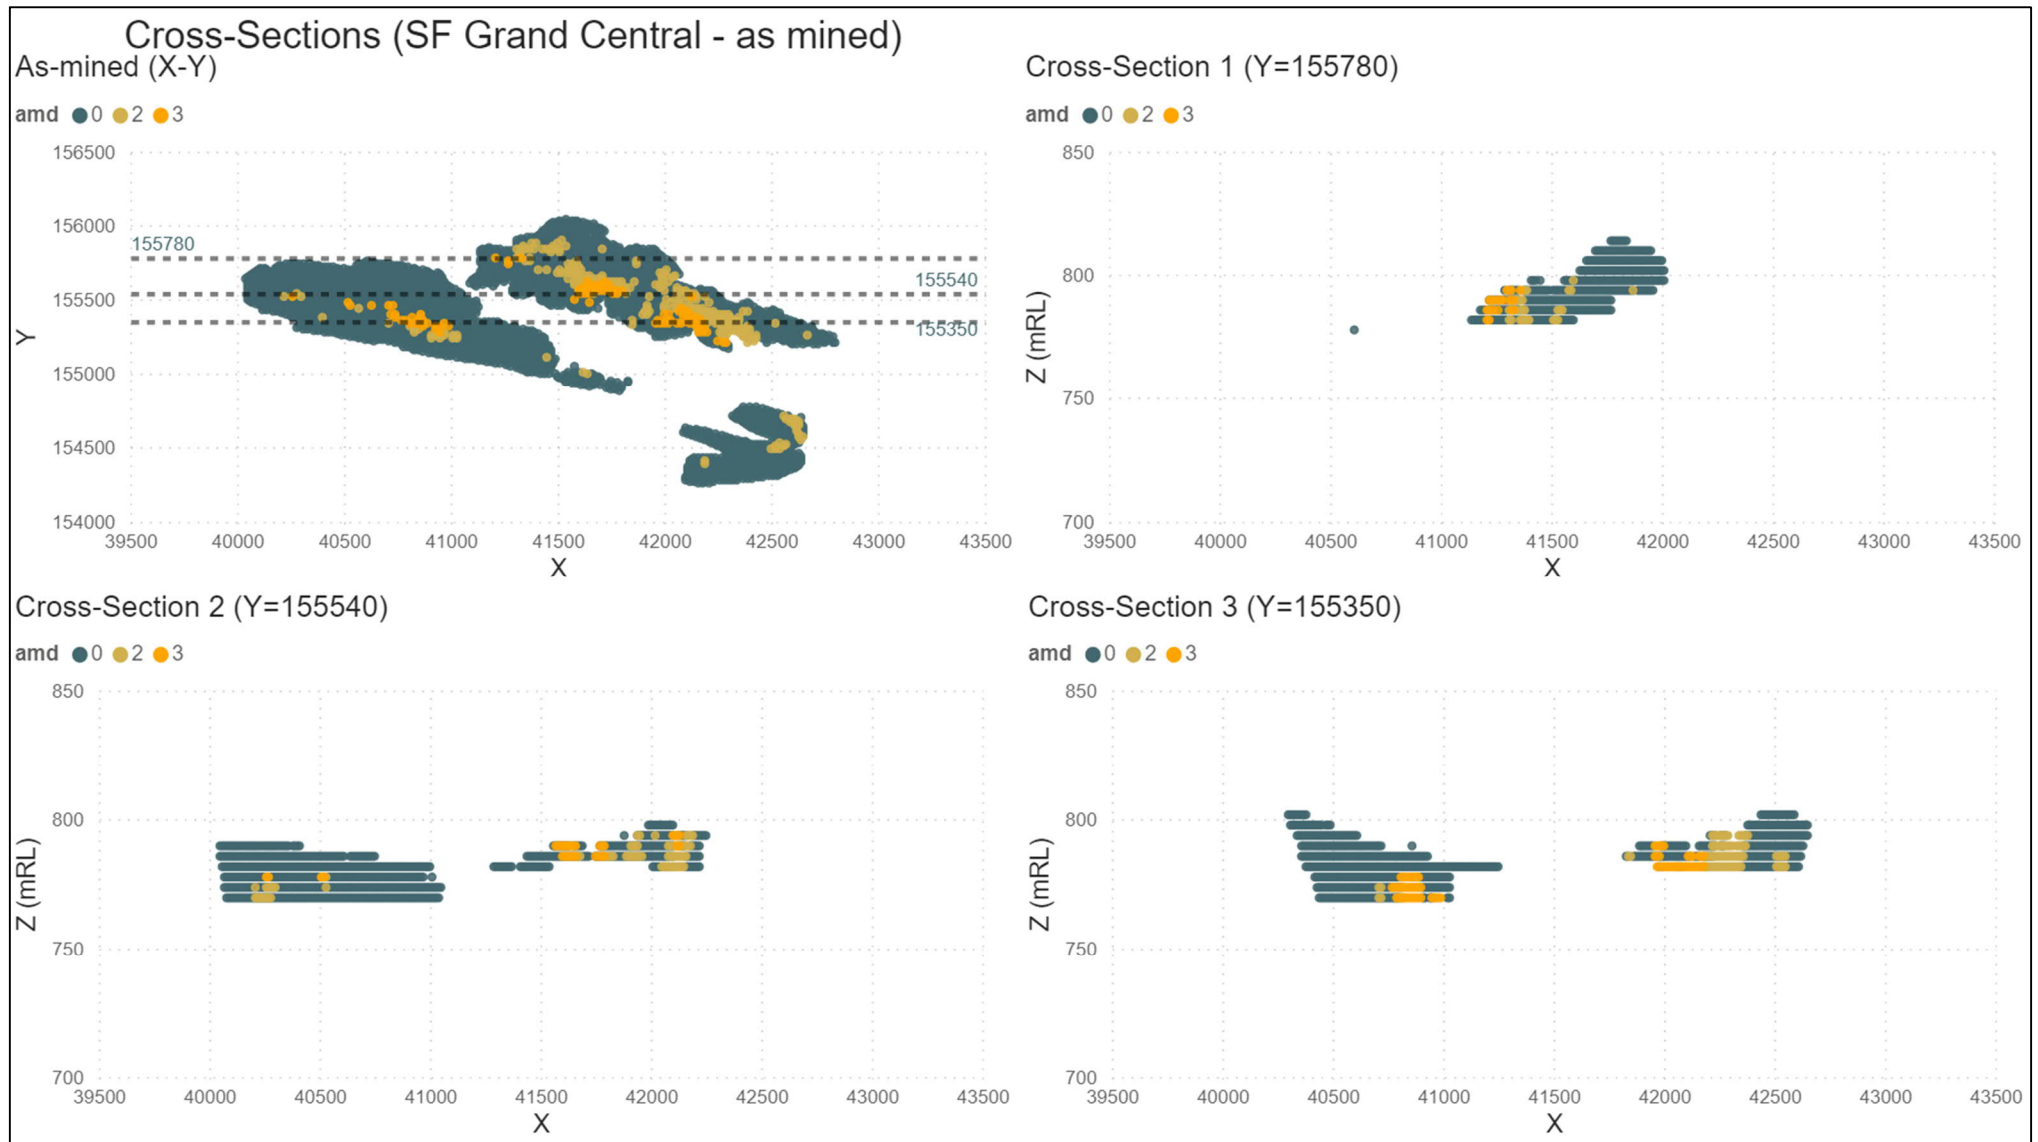 Cross-Sections (SF Grand Central - as mined)
As-mined (X-Y)
amd 0 2 3
156500
156000
155500
155000
154500
154000
Y
155780
155540
155350
39500 40000 40500 41000 41500 42000 42500 43000 43500
X
Cross-Section 1 (Y=155780)
amd 0 2 3
850
800
750
700
Z (mRL)
39500 40000 40500 41000 41500 42000 42500 43000 43500
X
Cross-Section 2 (Y=155540)
amd 0 2 3
850
800
750
700
Z (mRL)
39500 40000 40500 41000 41500 42000 42500 43000 43500
X
Cross-Section 3 (Y=155350)
amd 0 2 3
850
800
750
700
Z (mRL)
39500 40000 40500 41000 41500 42000 42500 43000 43500
X